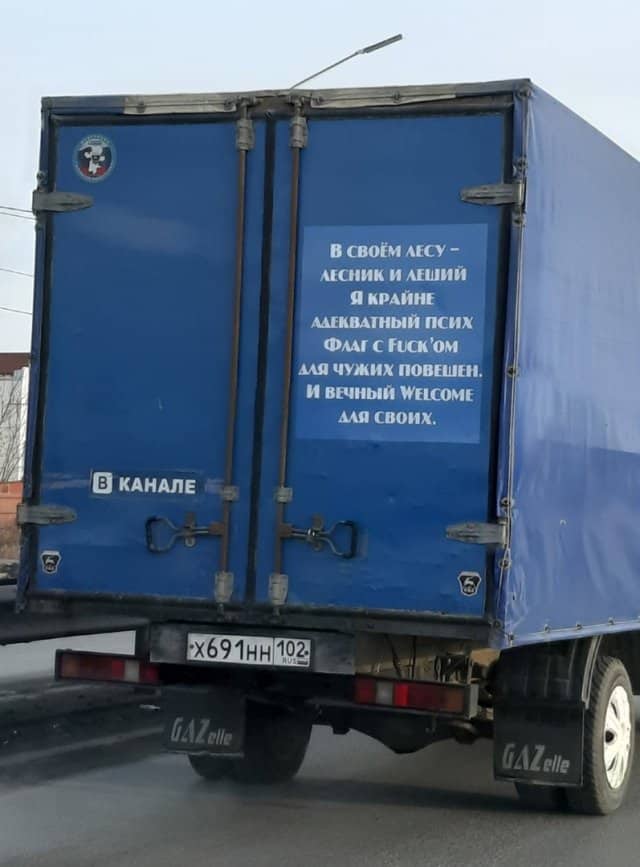 В СВОЁМ ЛЕСУ –
ЛЕСНИК И ЛЕШИЙ
Я КРАЙНЕ
АДЕКВАТНЫЙ ПСИХ
ФЛАГ С FUCK'ОМ
ДЛЯ ЧУЖИХ ПОВЕШЕН.
И ВЕЧНЫЙ WELCOME
ДЛЯ СВОИХ.
В КАНАЛЕ
Х691НН 102
RUS
GAZelle
GAZelle